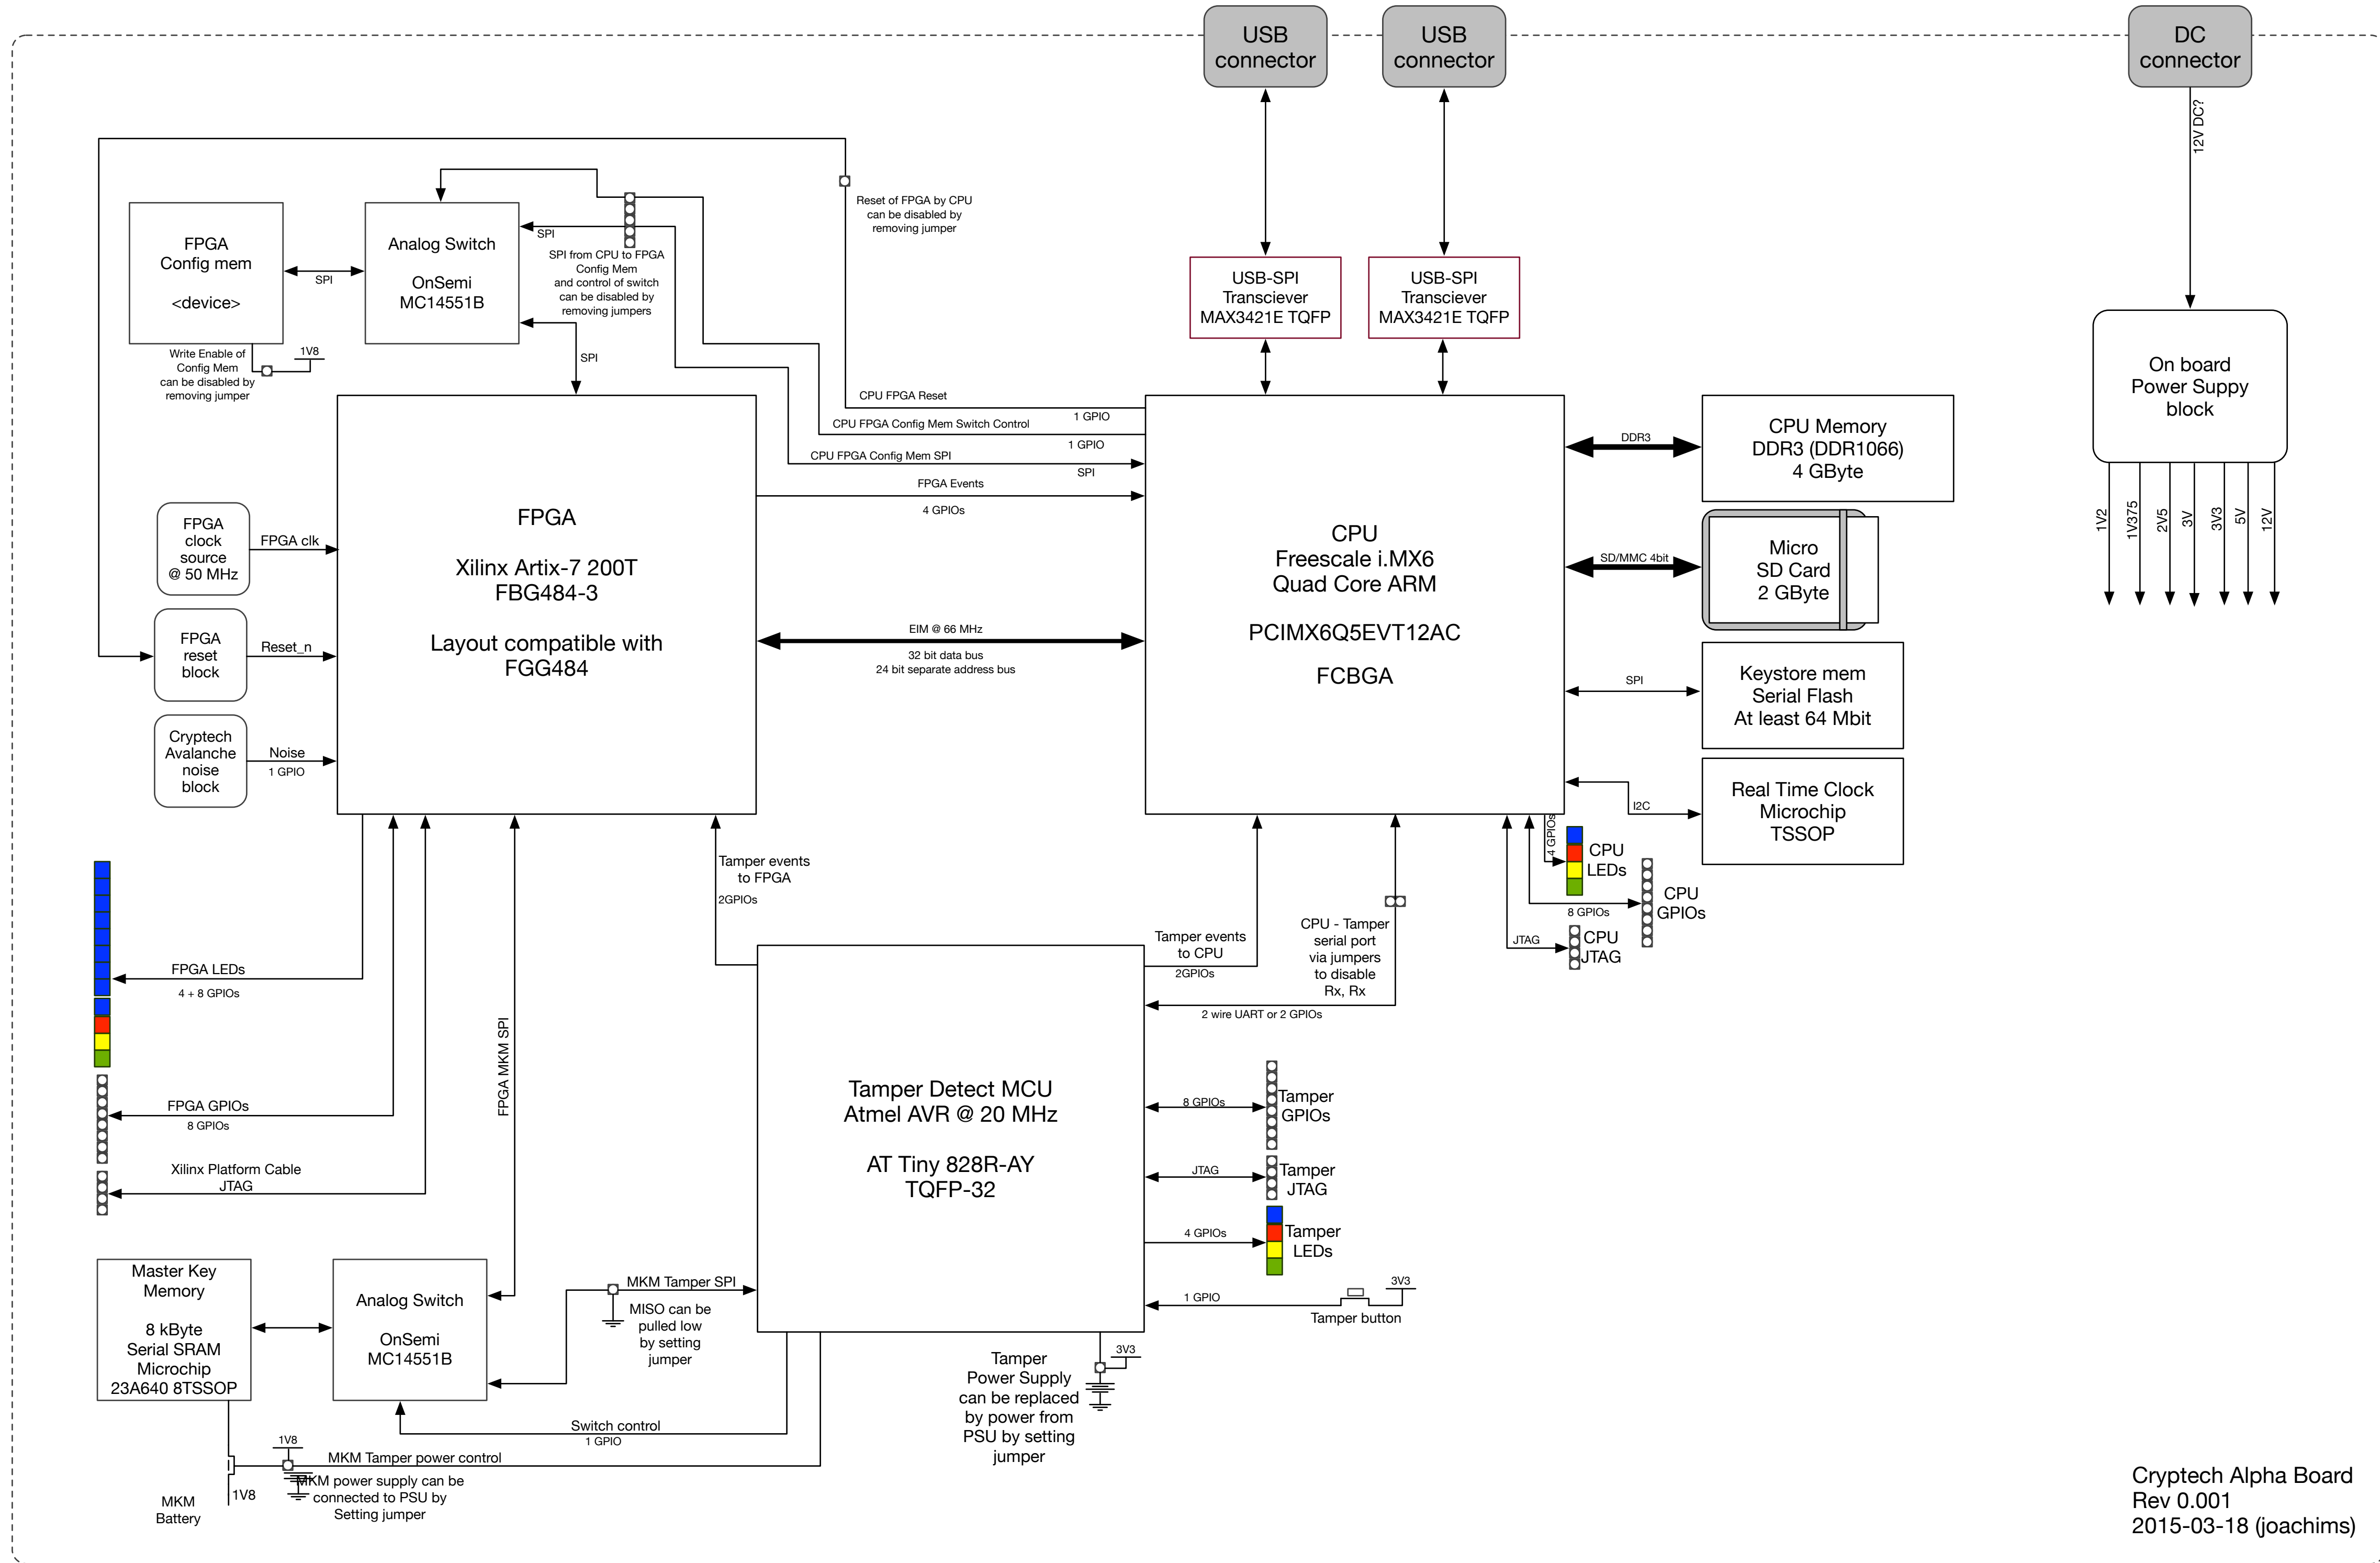 USB
connector
USB
connector
DC
connector
12V DC?
Reset of FPGA by CPU
can be disabled by
removing jumper
FPGA
Config mem
<device>
SPI
Analog Switch
OnSemi
MC14551B
SPI
SPI from CPU to FPGA
Config Mem
and control of switch
can be disabled by
removing jumpers
SPI
Write Enable of
Config Mem
can be disabled by
removing jumper
1V8
USB-SPI
Transciever
MAX3421E TQFP
USB-SPI
Transciever
MAX3421E TQFP
On board
Power Suppy
block
1V2
1V375
2V5
3V
3V3
5V
12V
CPU FPGA Reset
1 GPIO
CPU FPGA Config Mem Switch Control
1 GPIO
CPU FPGA Config Mem SPI
SPI
FPGA Events
4 GPIOs
FPGA
clock
source
@ 50 MHz
FPGA clk
FPGA
reset
block
Reset_n
Cryptech
Avalanche
noise
block
Noise
1 GPIO
FPGA
Xilinx Artix-7 200T
FBG484-3
Layout compatible with
FGG484
EIM @ 66 MHz
32 bit data bus
24 bit separate address bus
CPU
Freescale i.MX6
Quad Core ARM
PCIMX6Q5EVT12AC
FCBGA
DDR3
CPU Memory
DDR3 (DDR1066)
4 GByte
SD/MMC 4bit
Micro
SD Card
2 GByte
SPI
Keystore mem
Serial Flash
At least 64 Mbit
I2C
Real Time Clock
Microchip
TSSOP
4 GPIOs
CPU
LEDs
8 GPIOs
CPU
GPIOs
JTAG
CPU
JTAG
Tamper events
to FPGA
2GPIOs
Tamper events
to CPU
2GPIOs
CPU - Tamper
serial port
via jumpers
to disable
Rx, Rx
2 wire UART or 2 GPIOs
FPGA LEDs
4 + 8 GPIOs
FPGA GPIOs
8 GPIOs
Xilinx Platform Cable
JTAG
FPGA MKM SPI
Tamper Detect MCU
Atmel AVR @ 20 MHz
AT Tiny 828R-AY
TQFP-32
8 GPIOs
Tamper
GPIOs
JTAG
Tamper
JTAG
4 GPIOs
Tamper
LEDs
1 GPIO
3V3
Tamper button
Master Key
Memory
8 kByte
Serial SRAM
Microchip
23A640 8TSSOP
Analog Switch
OnSemi
MC14551B
MKM Tamper SPI
MISO can be
pulled low
by setting
jumper
3V3
Tamper
Power Supply
can be replaced
by power from
PSU by setting
jumper
Switch control
1 GPIO
1V8
MKM Tamper power control
MKM power supply can be
connected to PSU by
Setting jumper
1V8
MKM
Battery
Cryptech Alpha Board
Rev 0.001
2015-03-18 (joachims)